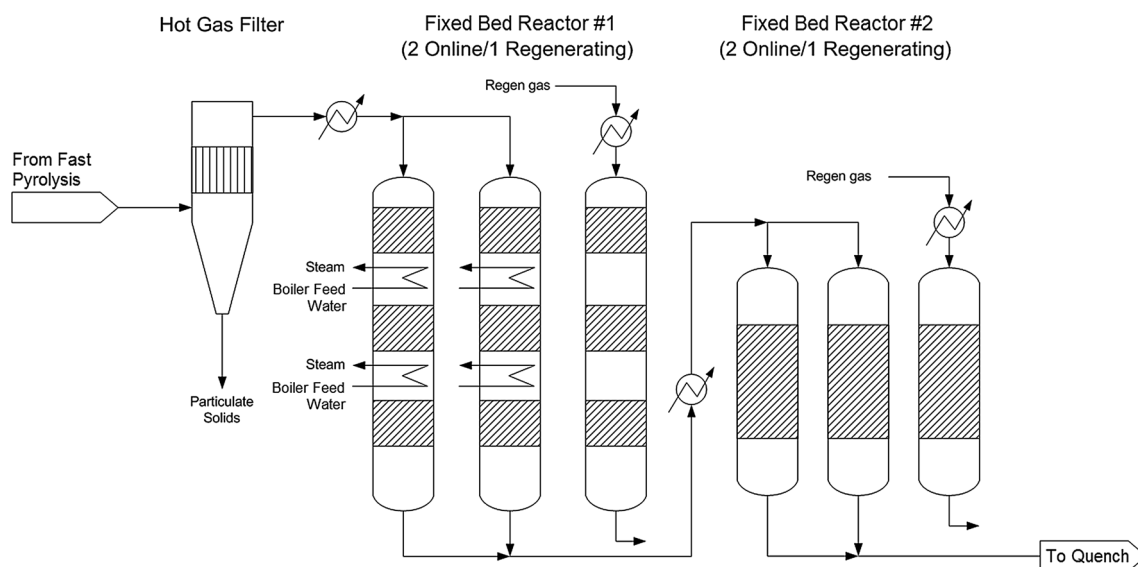 Hot Gas Filter
Fixed Bed Reactor #1
(2 Online/1 Regenerating)
Fixed Bed Reactor #2
(2 Online/1 Regenerating)
Regen gas
From Fast
Pyrolysis
Regen gas
Steam
Boiler Feed
Water
Steam
Boiler Feed
Water
Particulate
Solids
To Quench